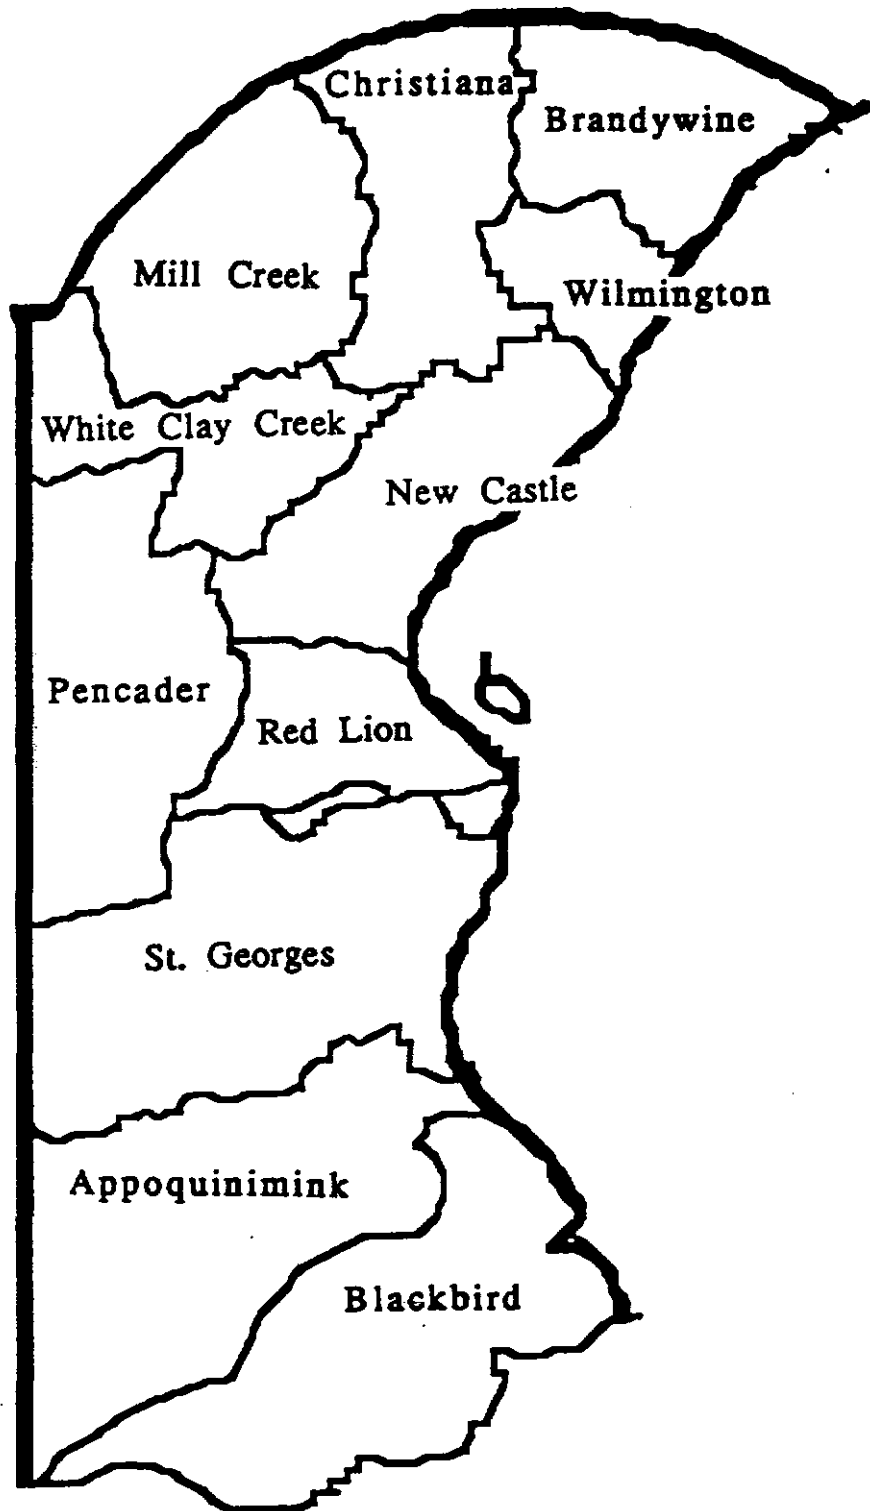 Christiana
Brandywine
Mill Creek
Wilmington
White Clay Creek
New Castle
Pencader
Red Lion
St. Georges
Appoquinimink
Blackbird